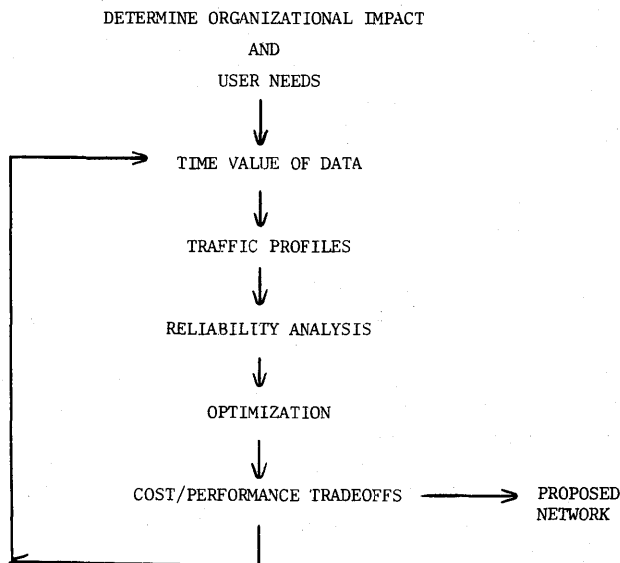 DETERMINE ORGANIZATIONAL IMPACT
AND
USER NEEDS
TIME VALUE OF DATA
TRAFFIC PROFILES
RELIABILITY ANALYSIS
OPTIMIZATION
COST/PERFORMANCE TRADEOFFS
PROPOSED
NETWORK